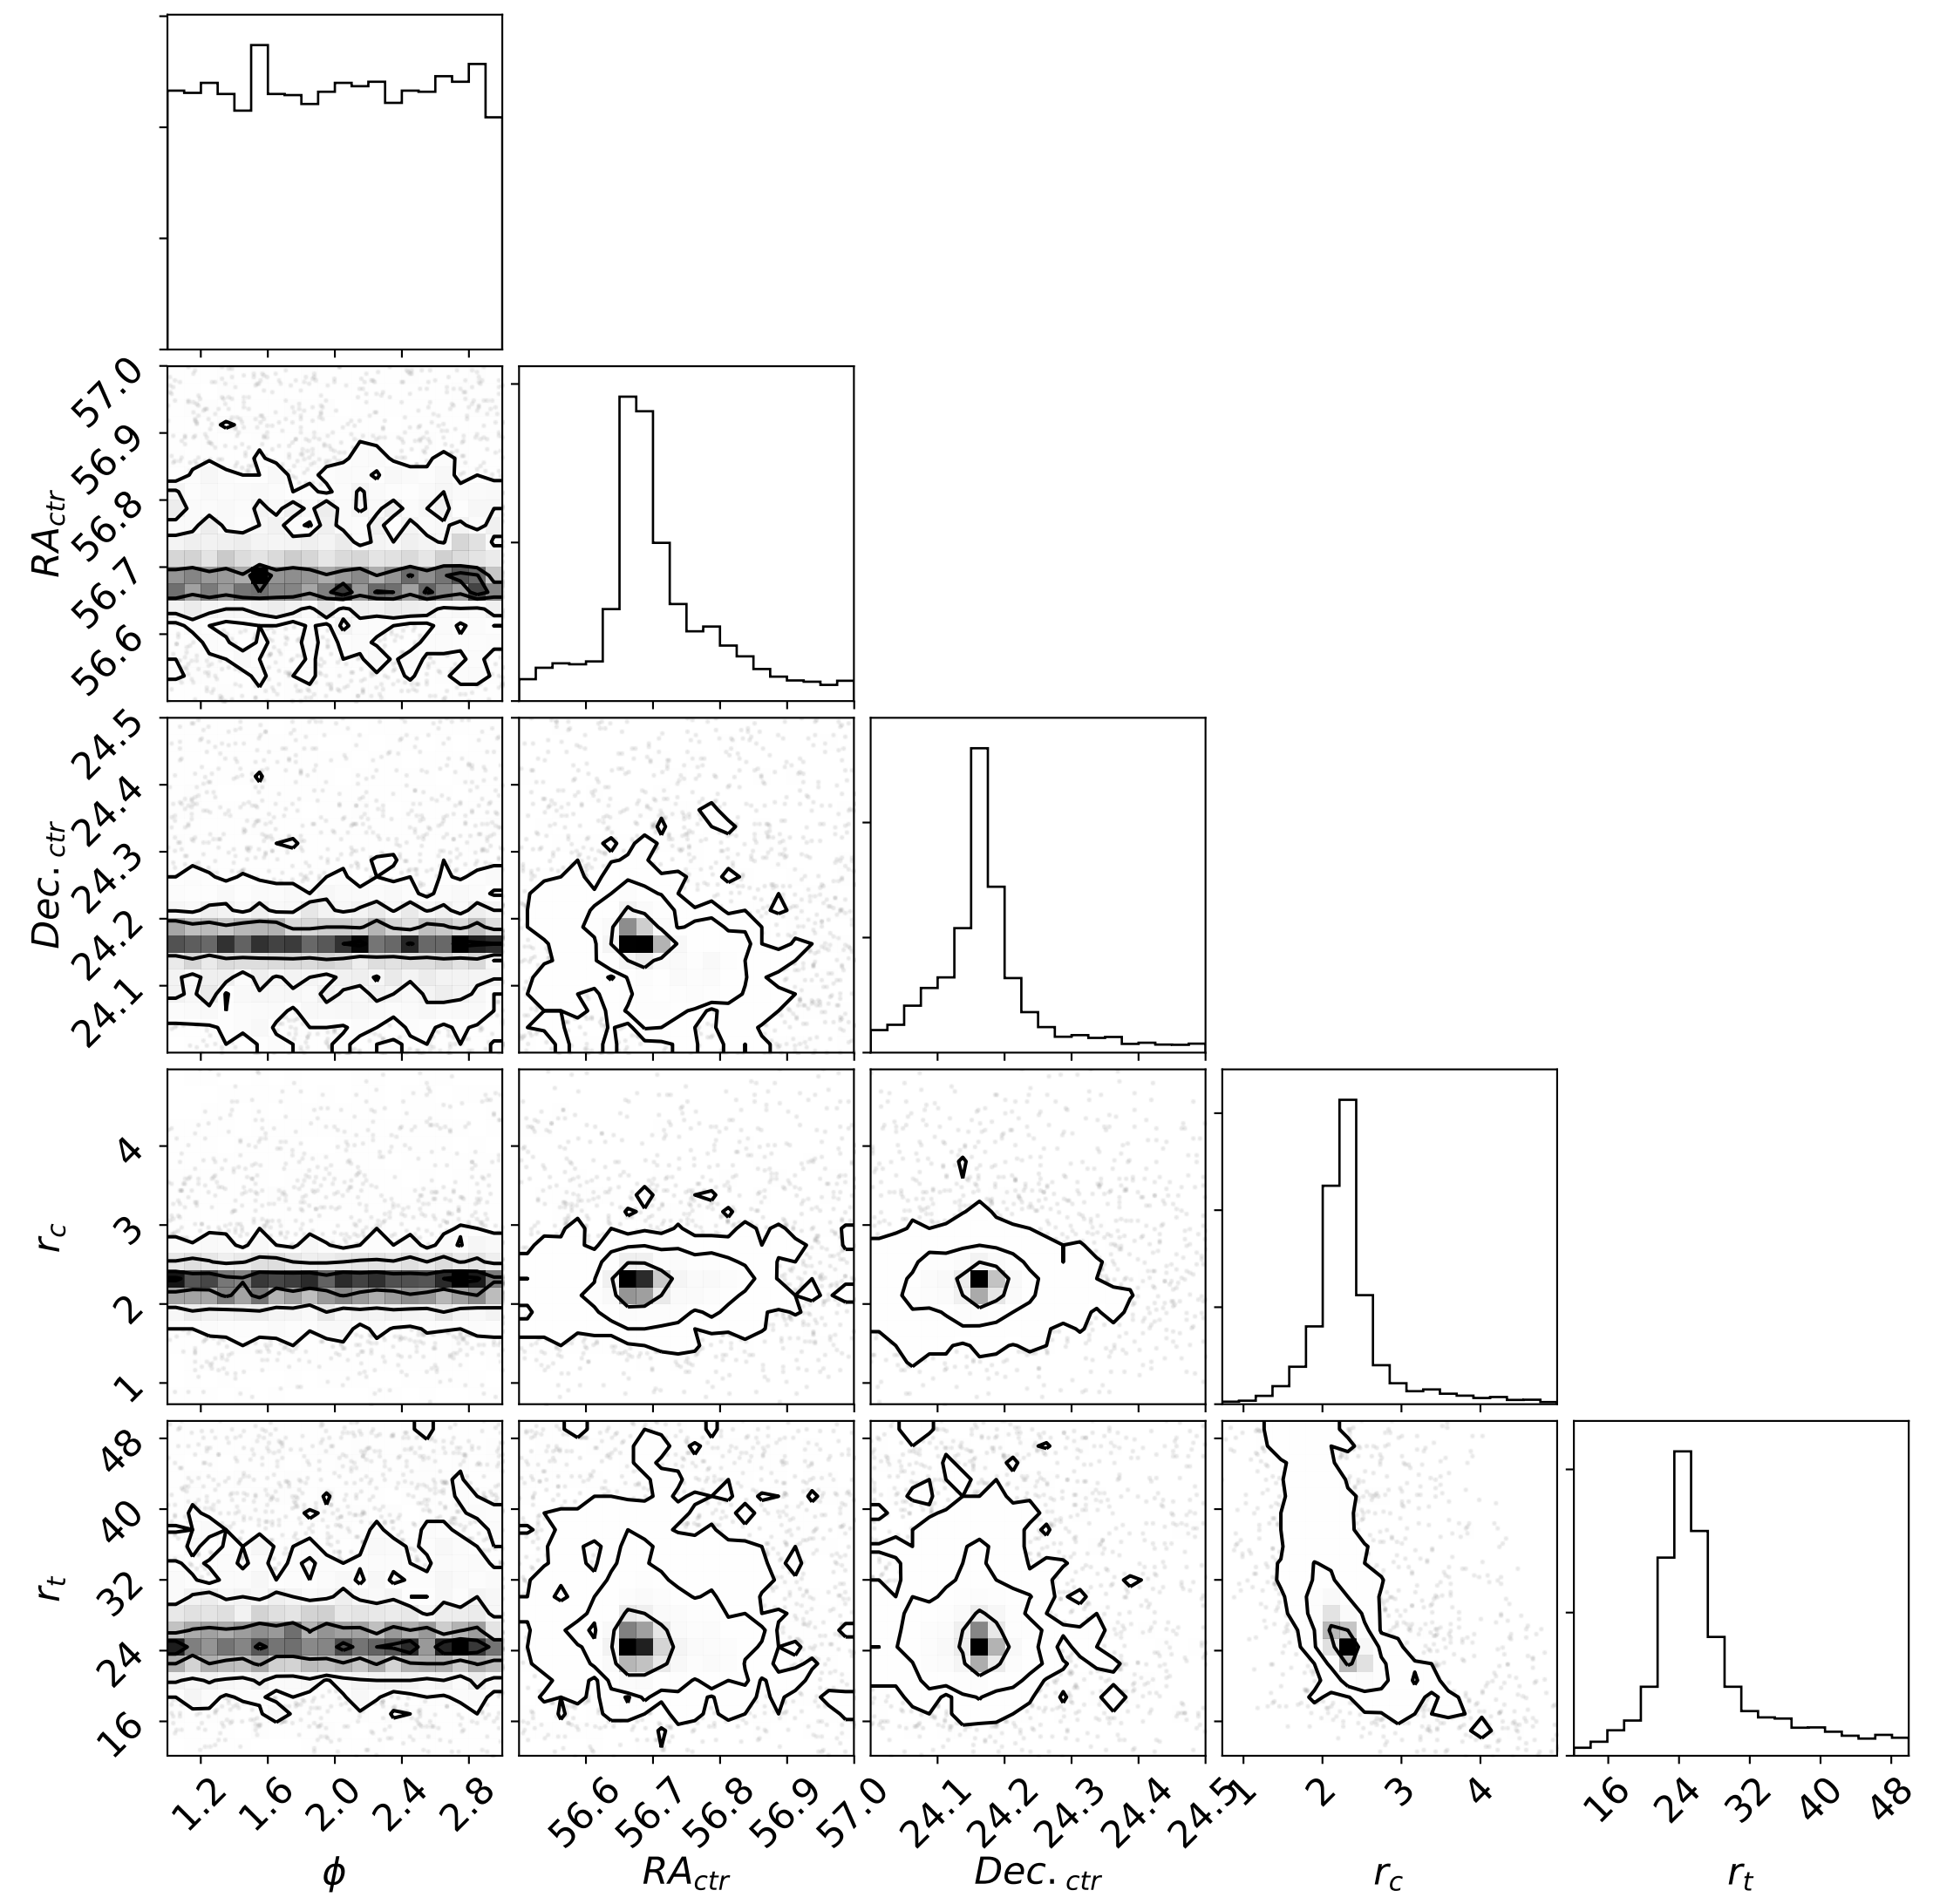 RA_ctr
57.0
56.9
56.8
56.7
56.6
Dec._ctr
24.5
24.4
24.3
24.2
24.1
r_c
4
3
2
1
r_t
48
40
32
24
16
1.2 1.6 2.0 2.4 2.8
56.6 56.7 56.8 56.9 57.0
24.1 24.2 24.3 24.4 24.5
1 2 3 4
16 24 32 40 48
ϕ RA_ctr Dec._ctr r_c r_t